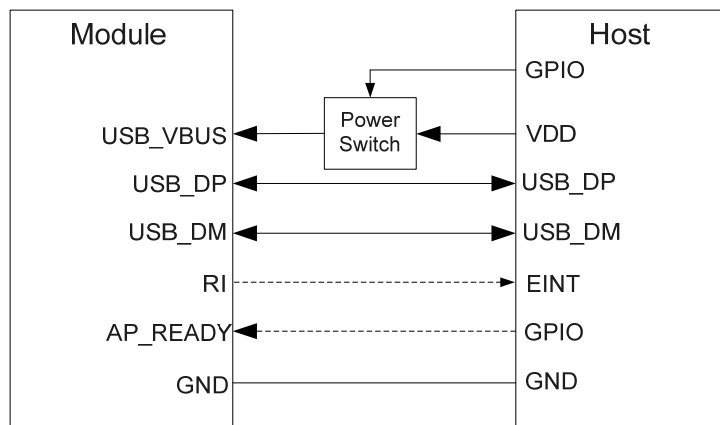 Module
Host
GPIO
Power
Switch
USB_VBUS
VDD
USB_DP
USB_DP
USB_DM
USB_DM
RI
EINT
AP_READY
GPIO
GND
GND